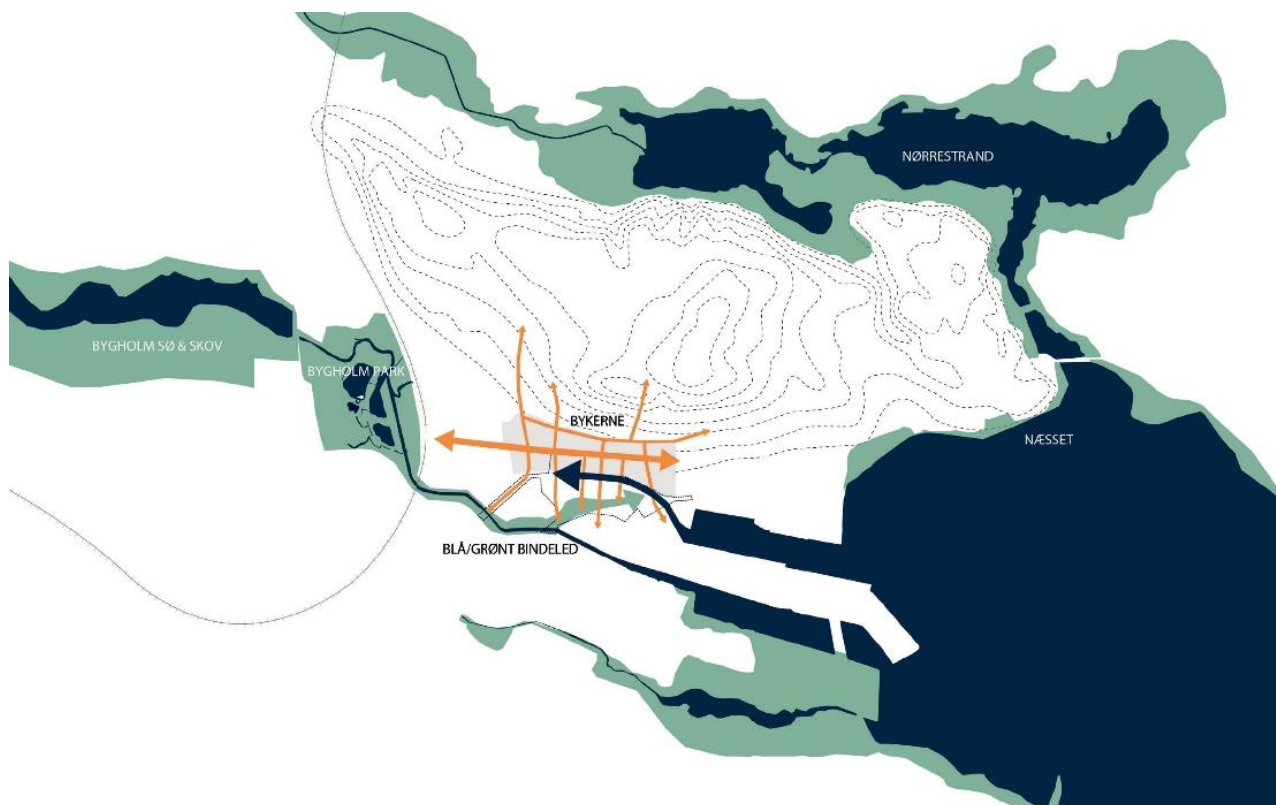 NØRRESTRAND
BYGHOLM SØ & SKOV
BYGHOLM PARK
BYKERNE
NÆSSET
BLÅ/GRØNT BINDELED